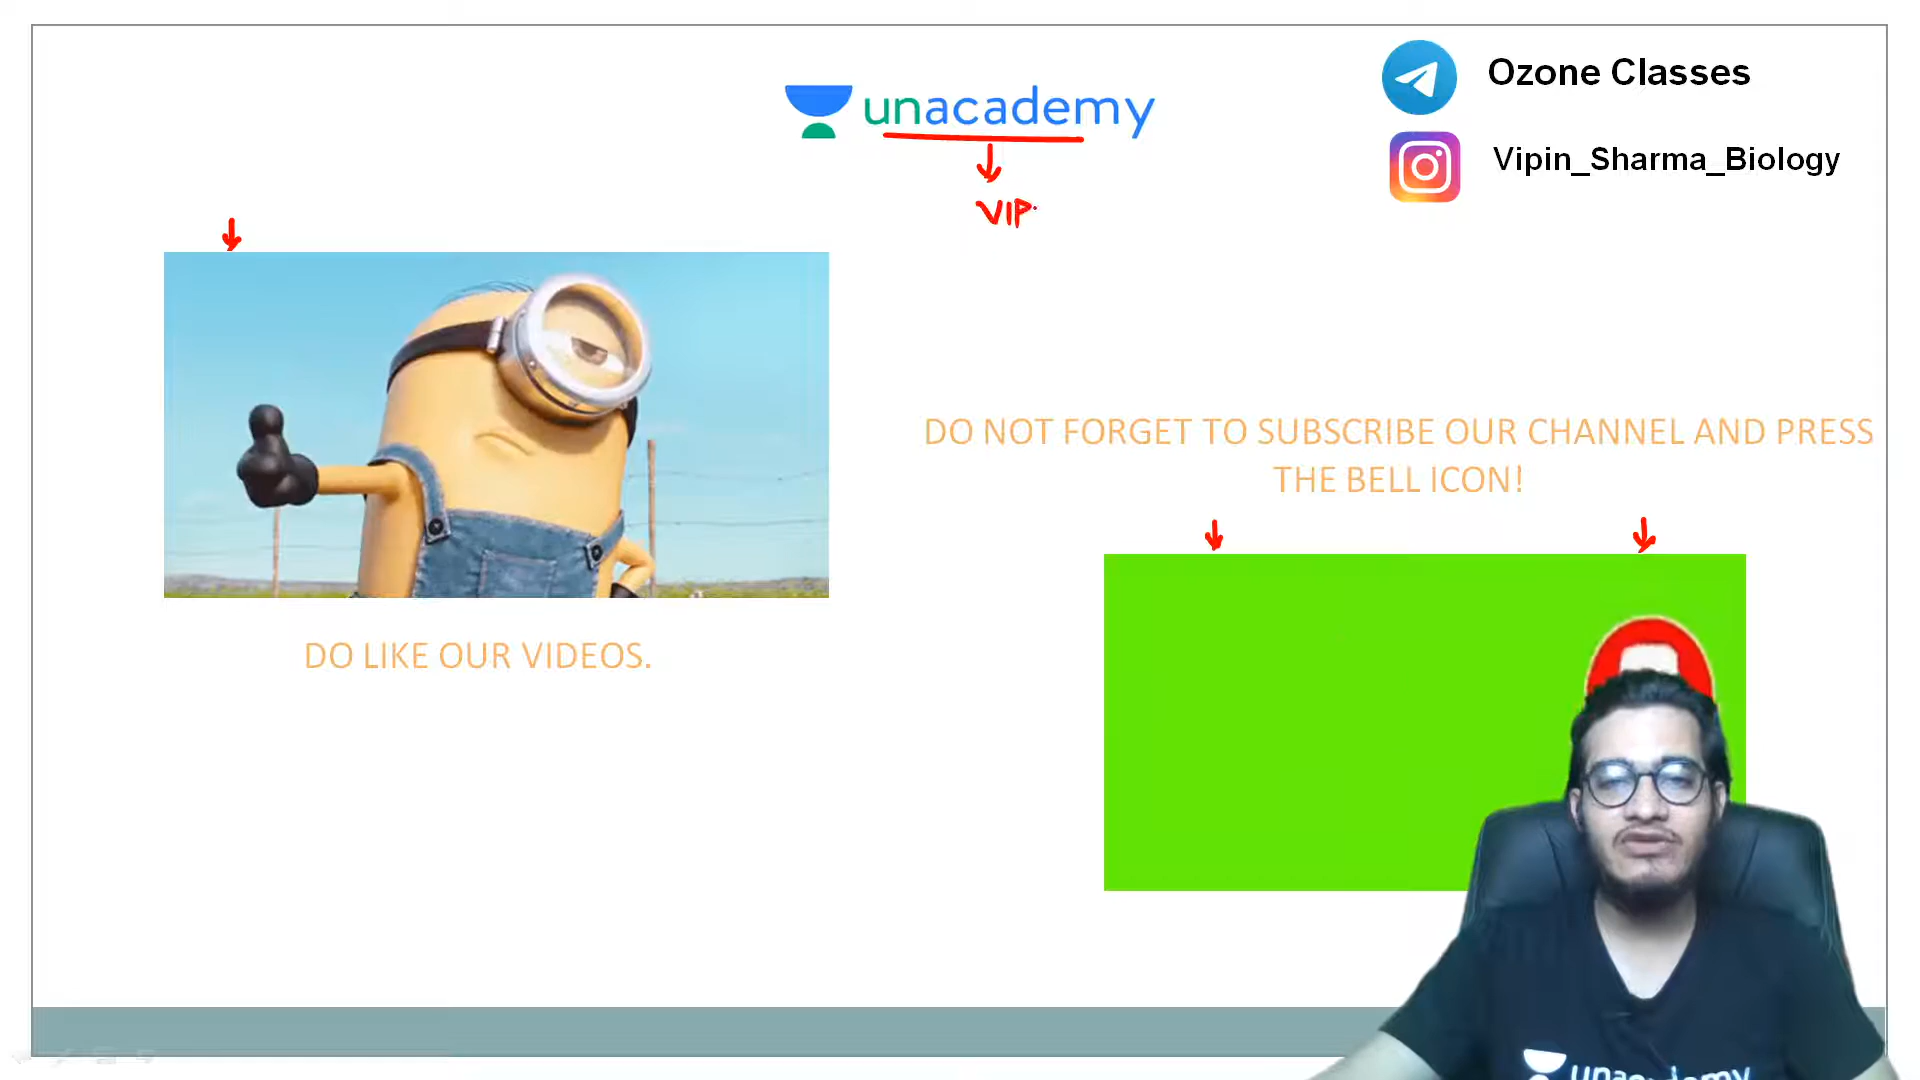 unacademy
Ozone Classes
Vipin_Sharma_Biology
VIP
DO NOT FORGET TO SUBSCRIBE OUR CHANNEL AND PRESS
THE BELL ICON!
DO LIKE OUR VIDEOS.
unacademy